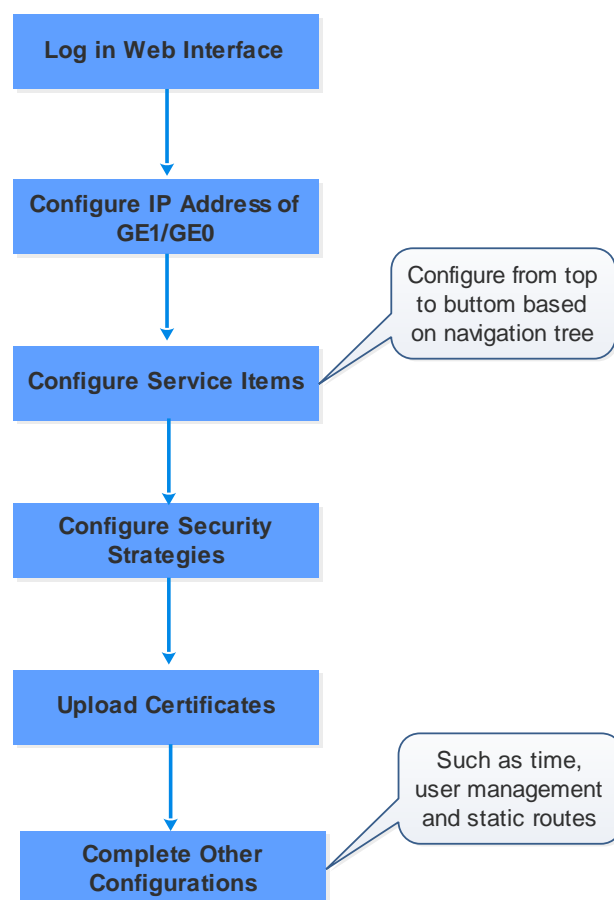 Log in Web Interface
Configure IP Address of
GE1/GE0
Configure from top
to buttom based
on navigation tree
Configure Service Items
Configure Security
Strategies
Upload Certificates
Such as time,
user management
and static routes
Complete Other
Configurations